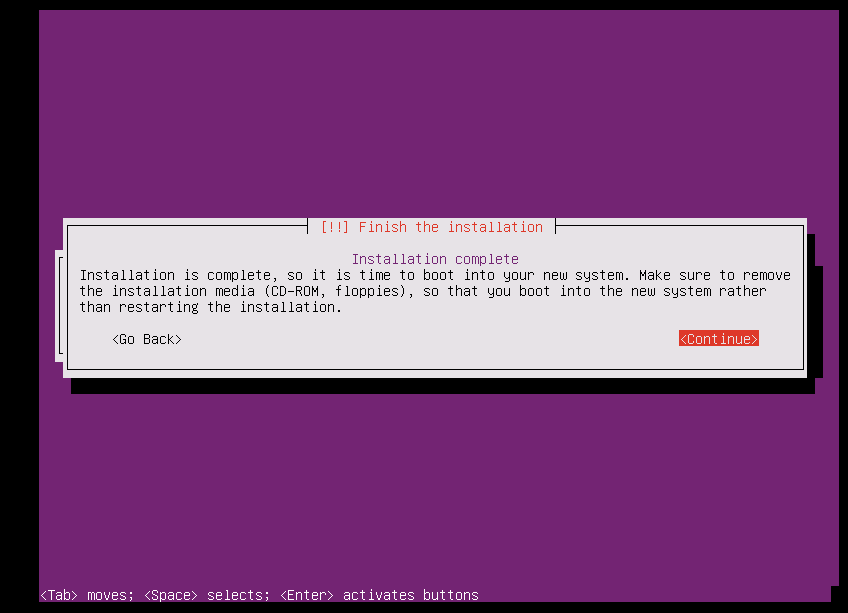 [!!] Finish the installation
Installation complete
Installation is complete, so it is time to boot into your new system. Make sure to remove
the installation media (CD-ROM, floppies), so that you boot into the new system rather
than restarting the installation.
<Go Back> <Continue>
<Tab> moves; <Space> selects; <Enter> activates buttons